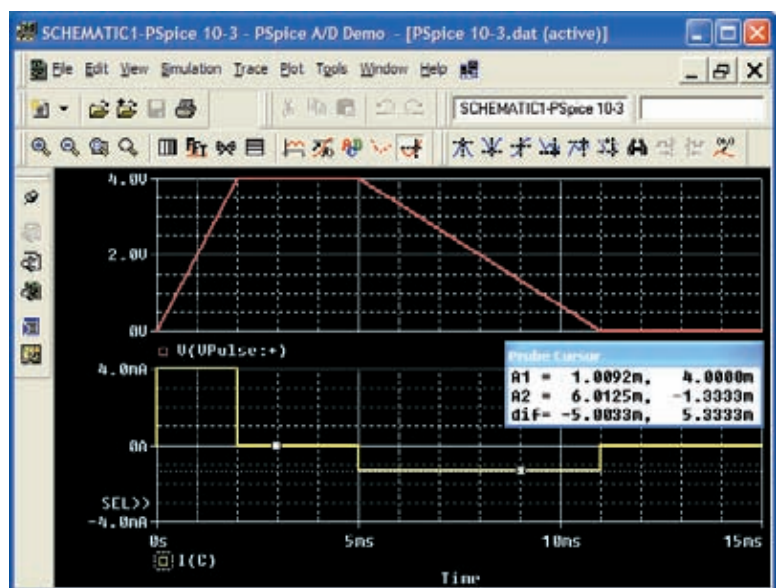 SCHEMATIC1-PSpice 10-3 - PSpice A/D Demo - [PSpice 10-3.dat (active)]
File Edit View Simulation Trace Plot Tools Window Help
SCHEMATIC1-PSpice 10-3
4.0V
2.0V
0V
V(VPulse:+)
4.0mA
Probe Cursor
A1 = 1.0092m, 4.0000m
A2 = 6.0125m, -1.3333m
dif= -5.0033m, 5.3333m
0A
SEL>>
-4.0mA
0s 5ms 10ms 15ms
I(C)
Time